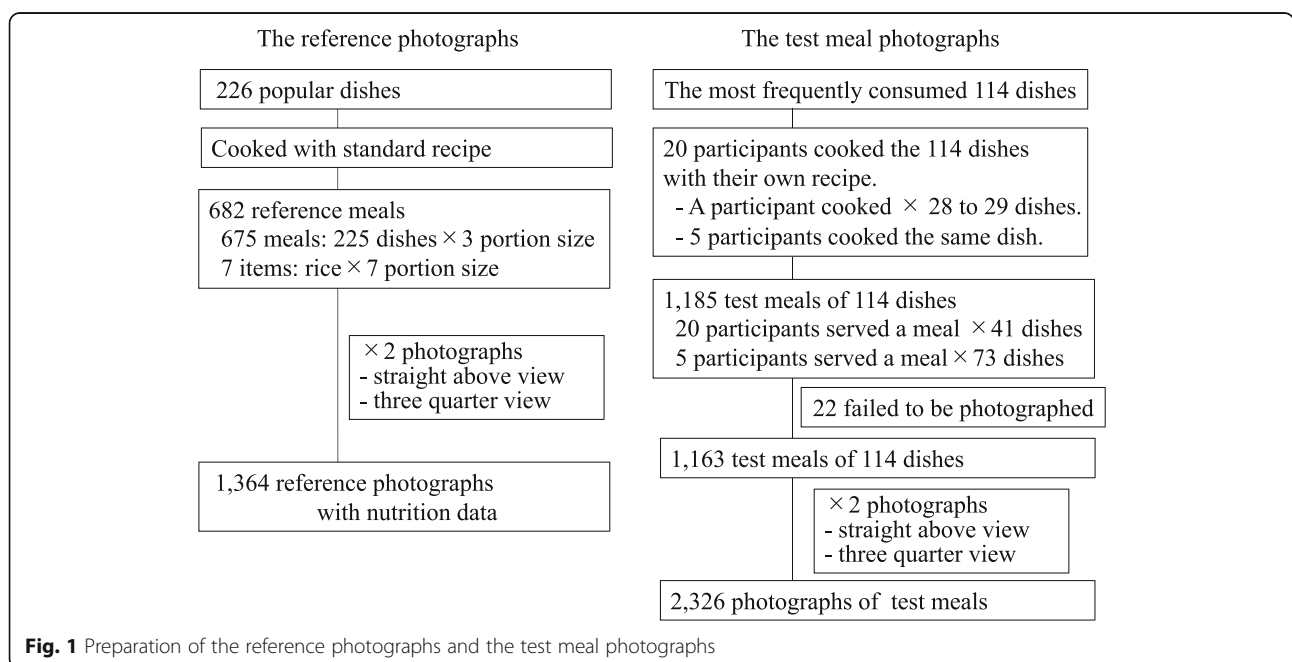 The reference photographs
226 popular dishes
Cooked with standard recipe
682 reference meals
675 meals: 225 dishes × 3 portion size
7 items: rice × 7 portion size
× 2 photographs
- straight above view
- three quarter view
1,364 reference photographs
with nutrition data
The test meal photographs
The most frequently consumed 114 dishes
20 participants cooked the 114 dishes
with their own recipe.
- A participant cooked × 28 to 29 dishes.
- 5 participants cooked the same dish.
1,185 test meals of 114 dishes
20 participants served a meal × 41 dishes
5 participants served a meal × 73 dishes
22 failed to be photographed
1,163 test meals of 114 dishes
× 2 photographs
- straight above view
- three quarter view
2,326 photographs of test meals
Fig. 1 Preparation of the reference photographs and the test meal photographs